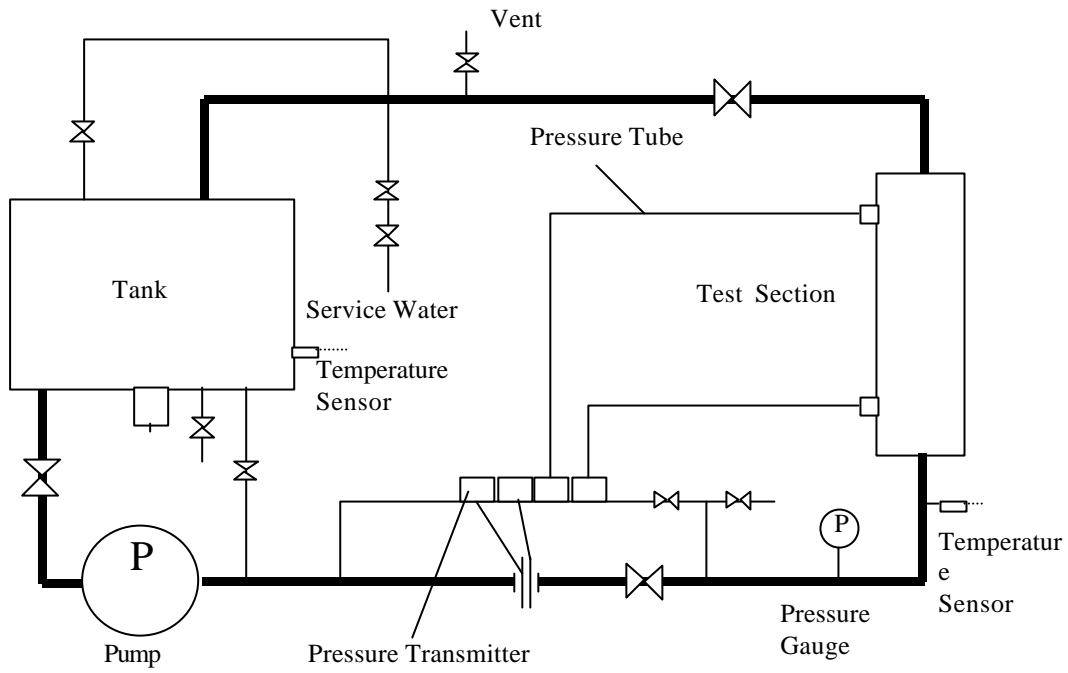 Vent
Pressure Tube
Tank
Test Section
Service Water
Temperature
Sensor
P
P
Temperatur
e
Sensor
Pressure
Gauge
Pump
Pressure Transmitter